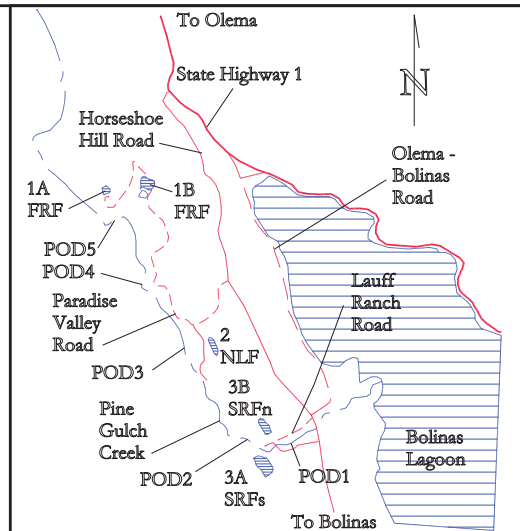 To Olema
State Highway 1
N
Horseshoe
Hill Road
Olema -
Bolinas
Road
1A
FRF
1B
FRF
POD5
POD4
Lauff
Ranch
Road
Paradise
Valley
Road
2
NLF
POD3
3B
SRFn
Pine
Gulch
Creek
Bolinas
Lagoon
POD2
POD1
3A
SRFs
To Bolinas